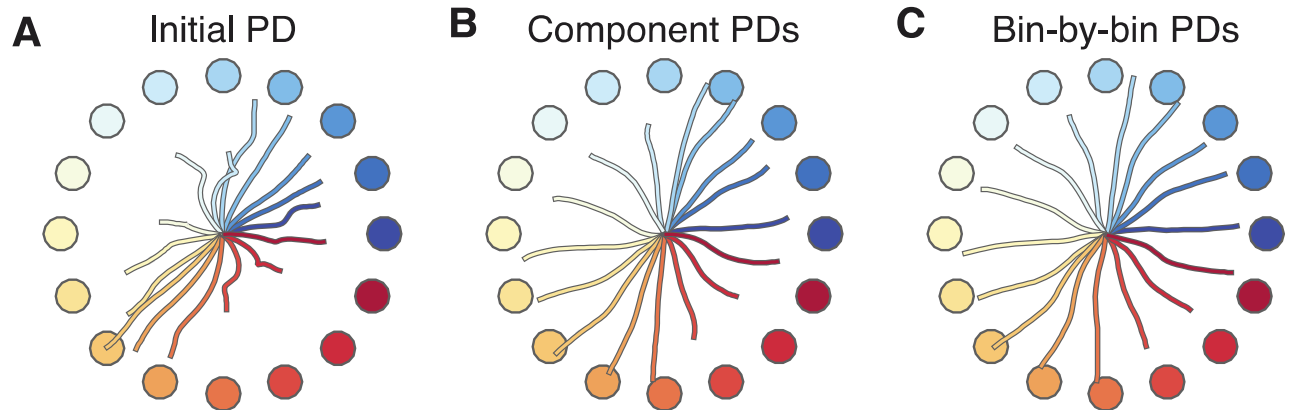 A Initial PD
B Component PDs
C Bin-by-bin PDs